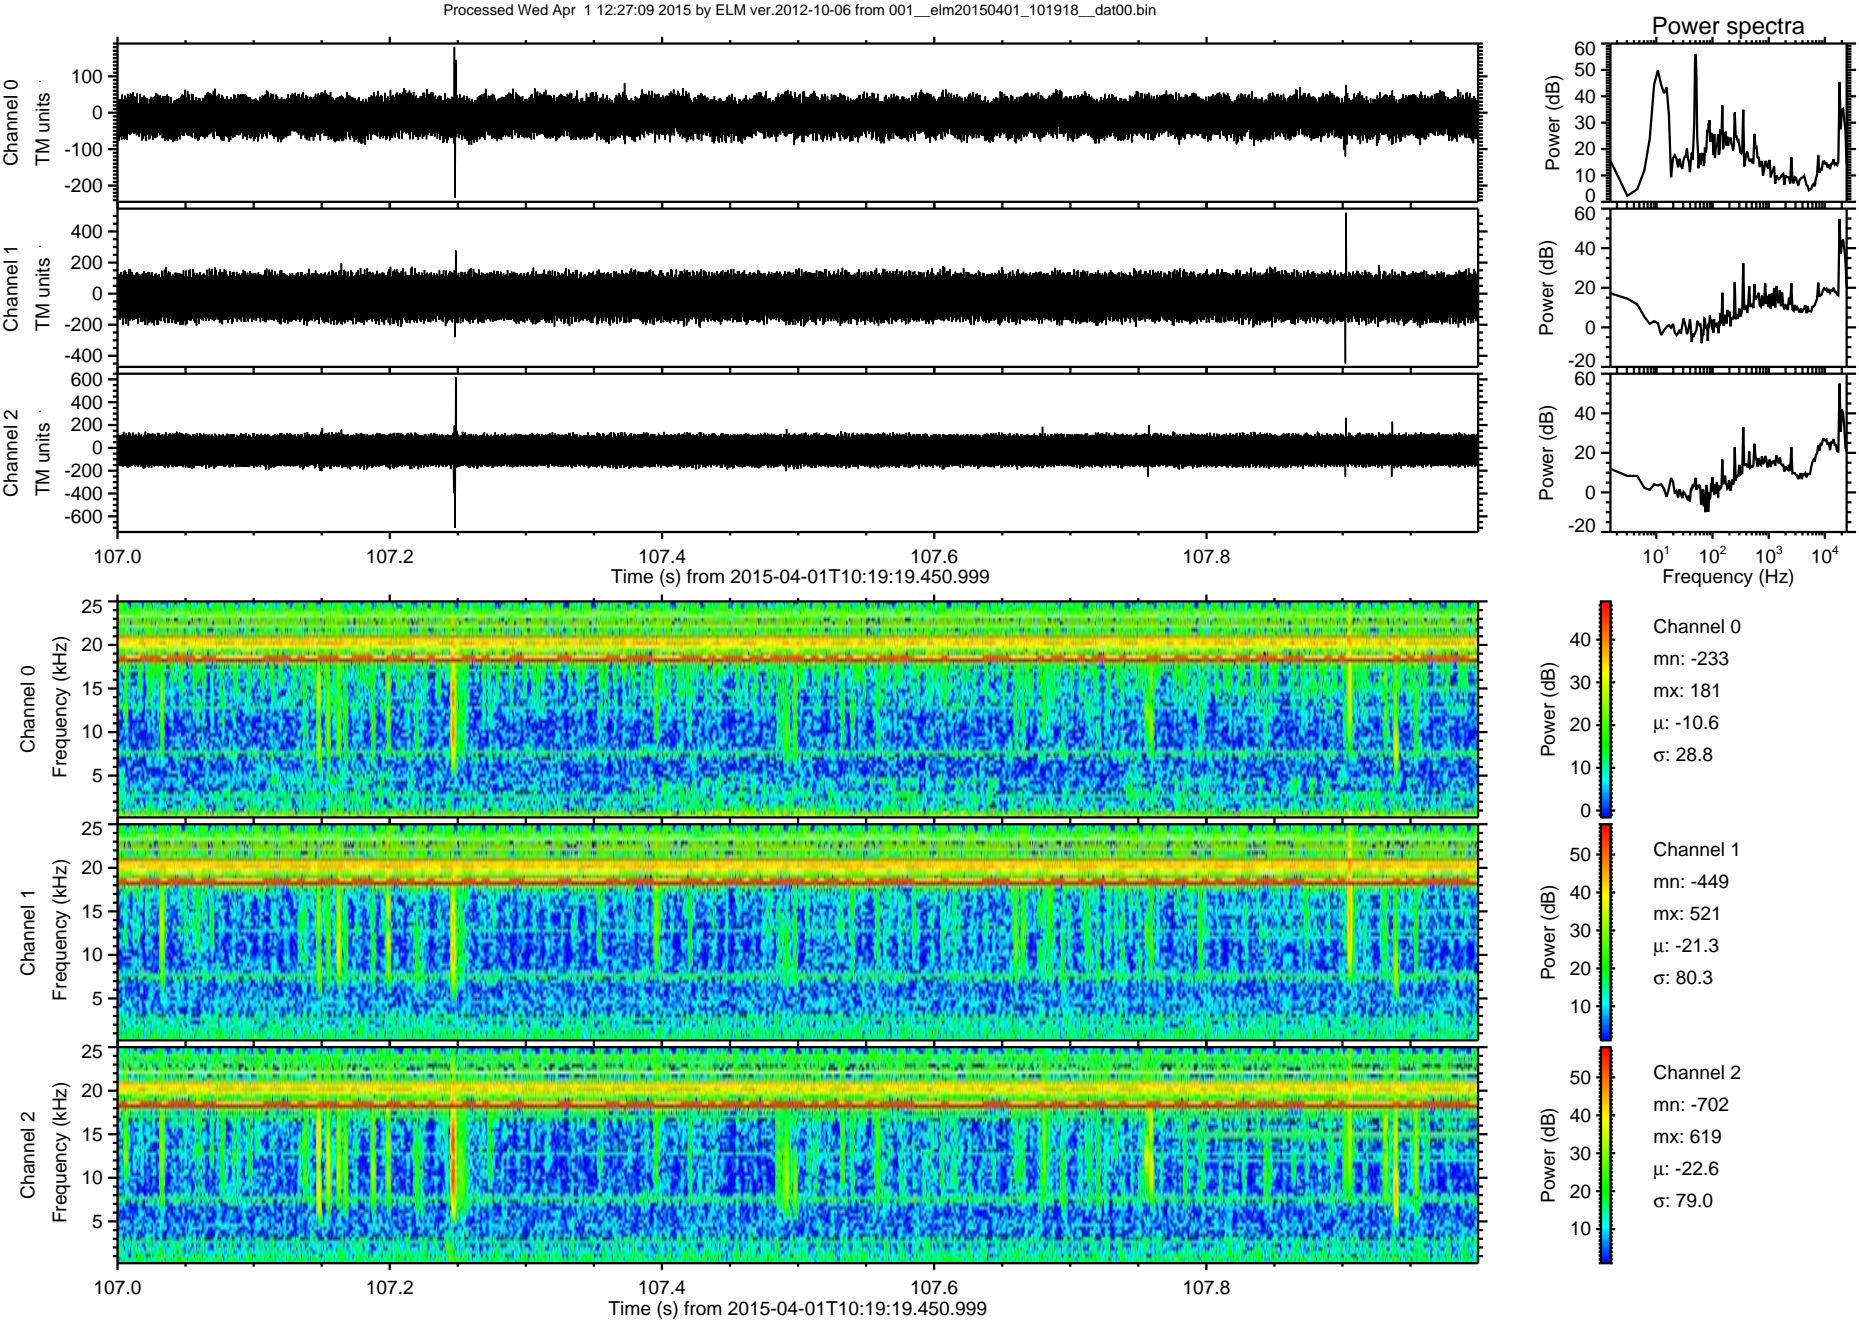 Processed Wed Apr  1 12:27:09 2015 by ELM ver.2012-10-06 from 001__elm20150401_101918__dat00.bin
Power spectra
Channel 0
TM units
100
0
-100
-200
Power (dB)
60
50
40
30
20
10
0
Channel 1
TM units
400
200
0
-200
-400
Power (dB)
60
40
20
0
-20
Channel 2
TM units
600
400
200
0
-200
-400
-600
Power (dB)
60
40
20
0
-20
107.0 107.2 107.4 107.6 107.8
Time (s) from 2015-04-01T10:19:19.450.999
10¹ 10² 10³ 10⁴
Frequency (Hz)
Channel 0
Frequency (kHz)
25
20
15
10
5
Power (dB)
40
30
20
10
0
Channel 0
mn: -233
mx: 181
μ: -10.6
σ: 28.8
Channel 1
Frequency (kHz)
25
20
15
10
5
Power (dB)
50
40
30
20
10
Channel 1
mn: -449
mx: 521
μ: -21.3
σ: 80.3
Channel 2
Frequency (kHz)
25
20
15
10
5
Power (dB)
50
40
30
20
10
Channel 2
mn: -702
mx: 619
μ: -22.6
σ: 79.0
107.0 107.2 107.4 107.6 107.8
Time (s) from 2015-04-01T10:19:19.450.999